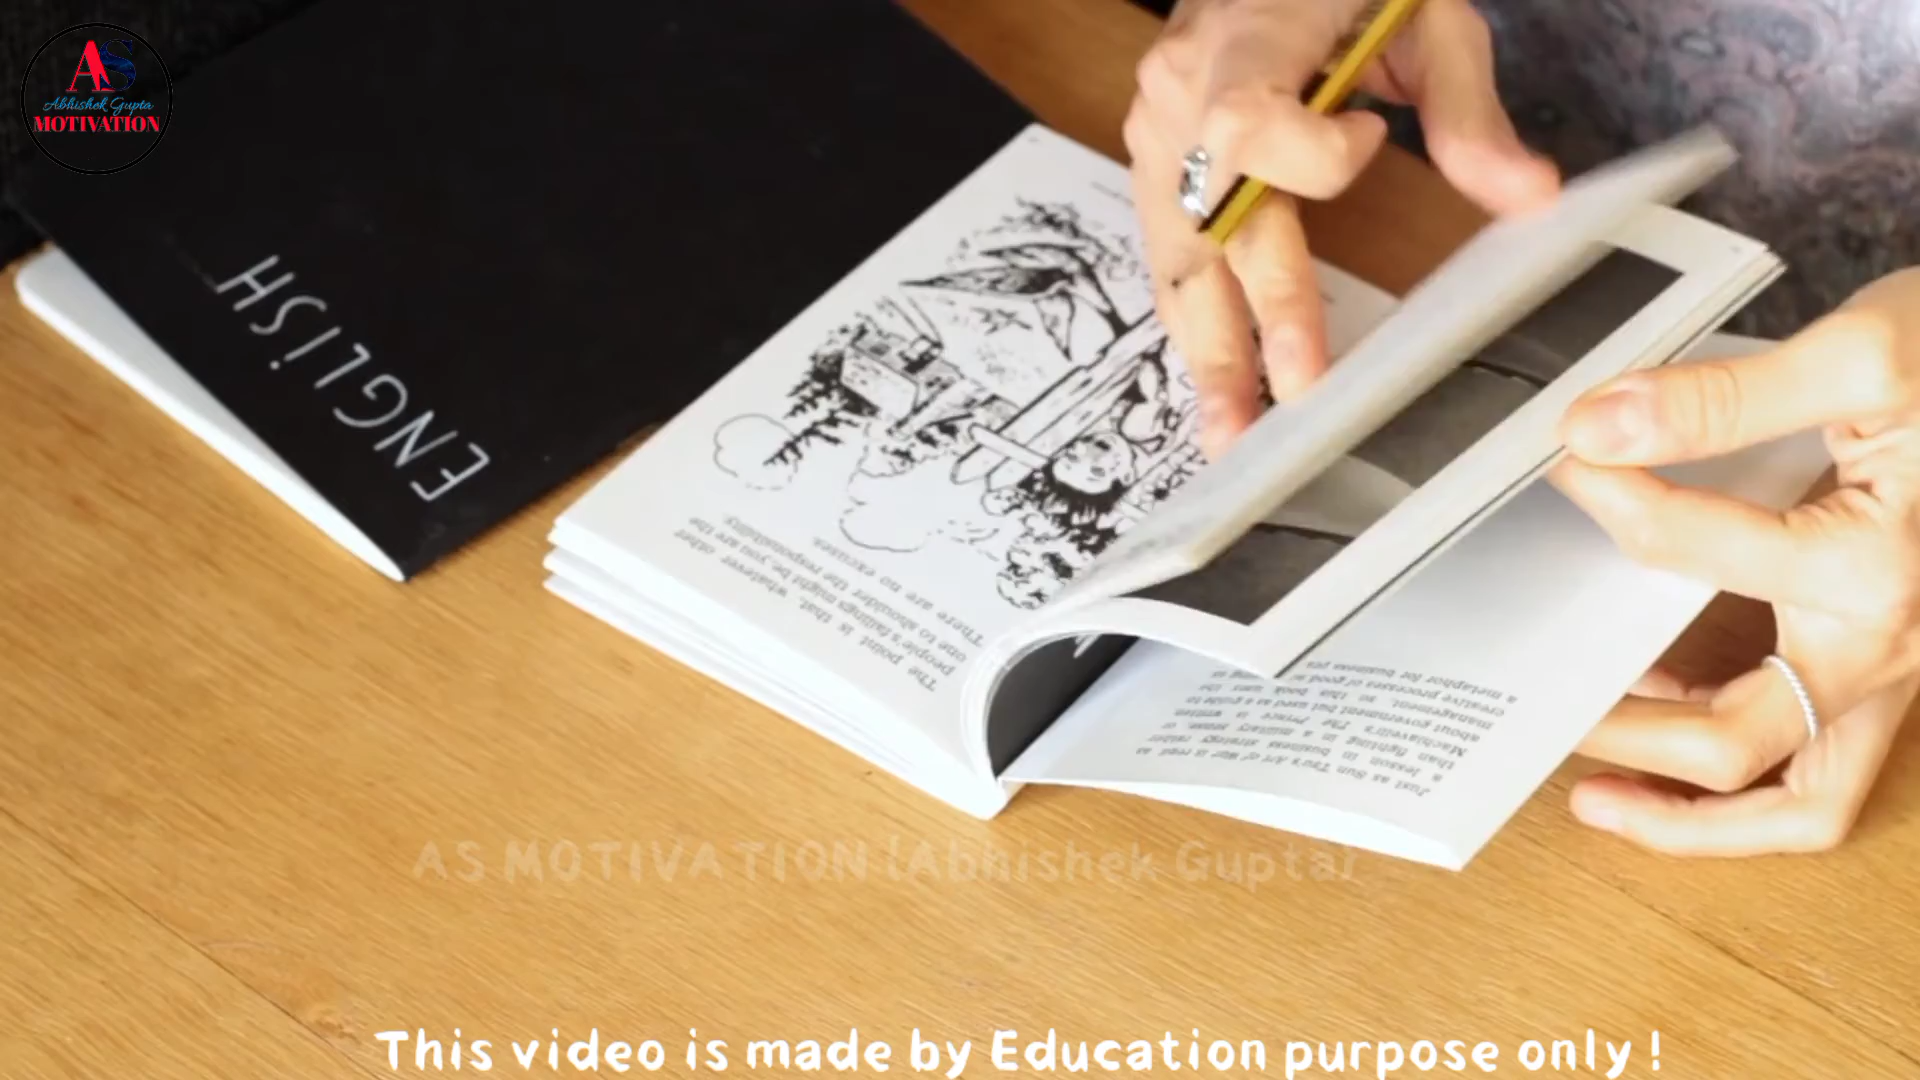 AS
Abhishek Gupta
MOTIVATION
ENGLiSH
The point is that, whatever other
people's failings might be, you are the
one to shoulder the responsibility.
There are no excuses.
Just as Sun Tzu's Art of War is read as
a lesson in business strategy rather
than fighting in a military sense, or
Machiavelli's The Prince is written
about government but used as a guide to
management, so this book uses the
creative processes of good
a metaphor for business
AS MOTIVATION (Abhishek Gupta)
This video is made by Education purpose only !